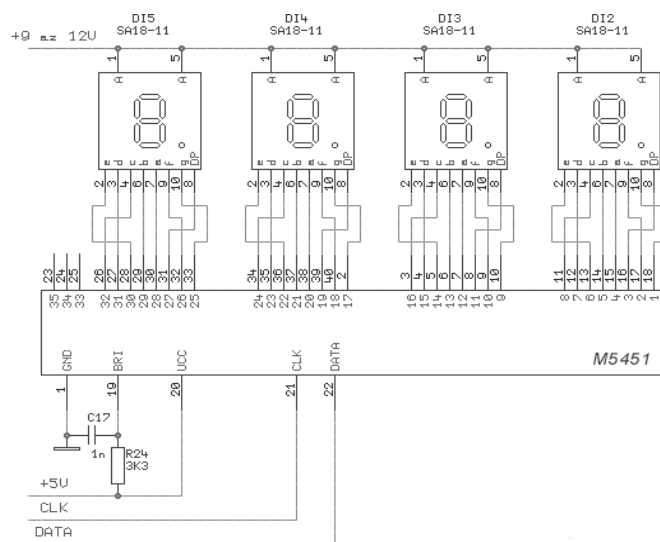 DI5 DI4 DI3 DI2
SA18-11 SA18-11 SA18-11 SA18-11
+9 az 12V
1 5 1 5 1 5 1 5
A A A A A A A A
e d c b a f g DP e d c b a f g DP e d c b a f g DP e d c b a f g DP
2 3 4 6 7 9 10 8 2 3 4 6 7 9 10 8 2 3 4 6 7 9 10 8 2 3 4 6 7 9 10 8
23 24 25 26 27 28 29 30 31 32 33 34 35 36 37 38 39 40 2 3 4 5 6 7 8 9 10 11 12 13 14 15 16 17 18
35 34 33 32 31 30 29 28 27 26 25 24 23 22 21 20 19 18 17 16 15 14 13 12 11 10 9 8 7 6 5 4 3 2 1
M5451
GND BRI UCC CLK DATA
1 19 20 21 22
C17
1n
R24
3K3
+5V
CLK
DATA